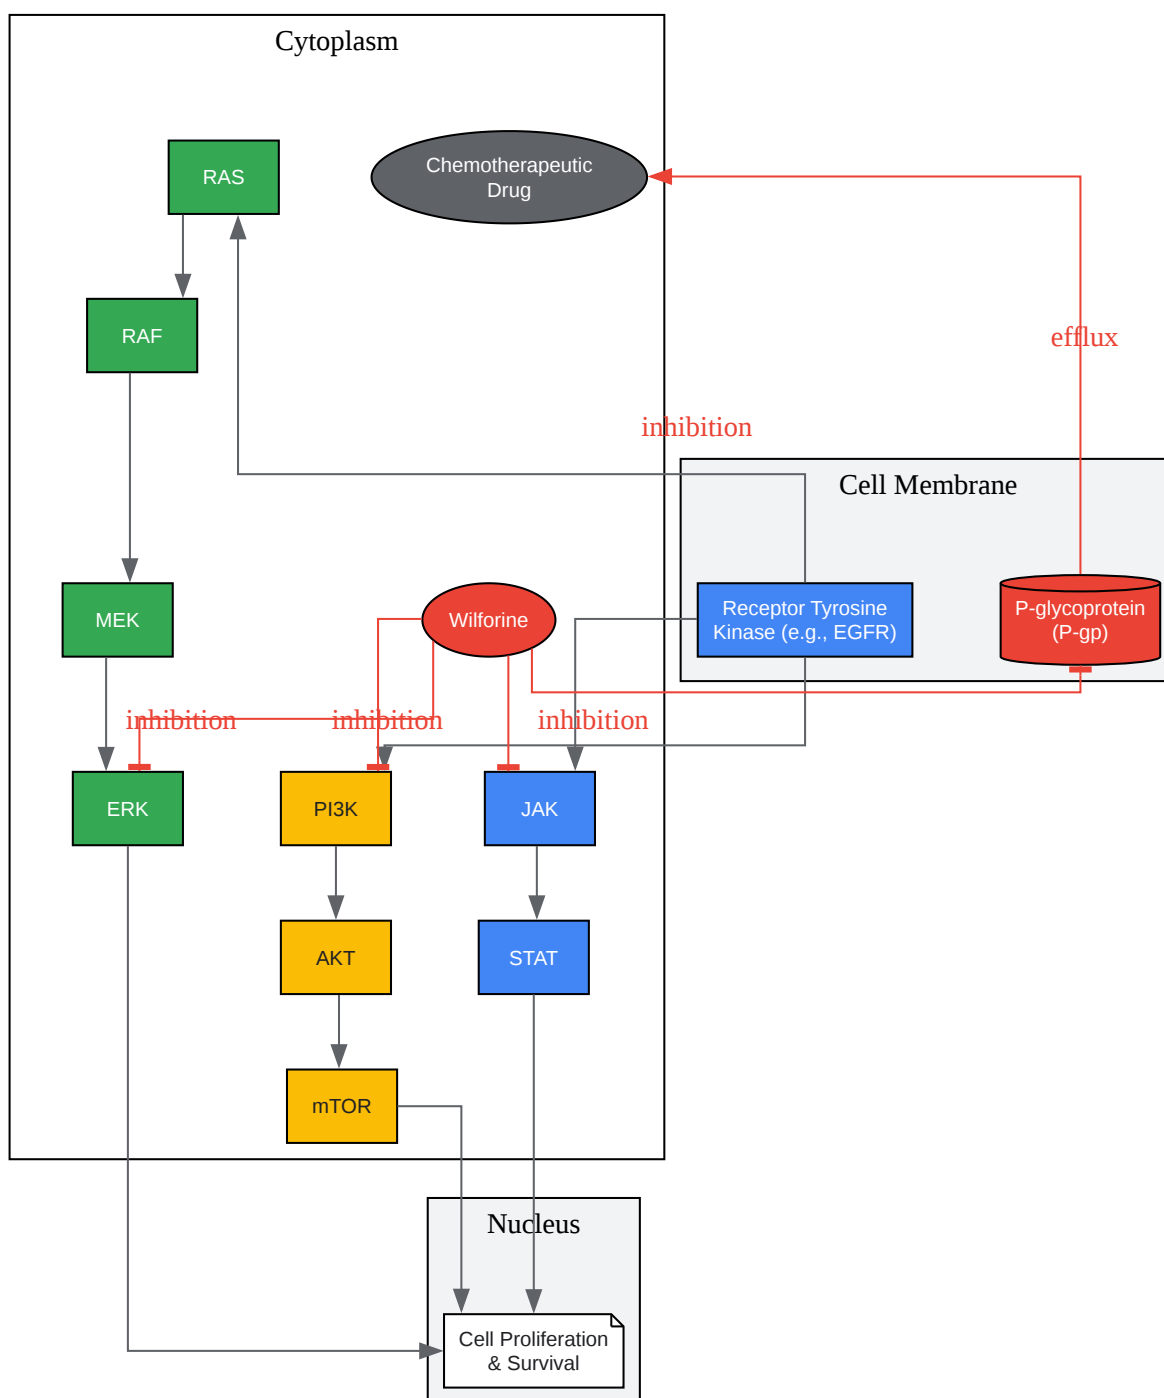 Cytoplasm
RAS
Chemotherapeutic
Drug
RAF
efflux
inhibition
Cell Membrane
MEK
Wilforine
Receptor Tyrosine
Kinase (e.g., EGFR)
P-glycoprotein
(P-gp)
inhibition
inhibition
inhibition
ERK
PI3K
JAK
AKT
STAT
mTOR
Nucleus
Cell Proliferation
& Survival